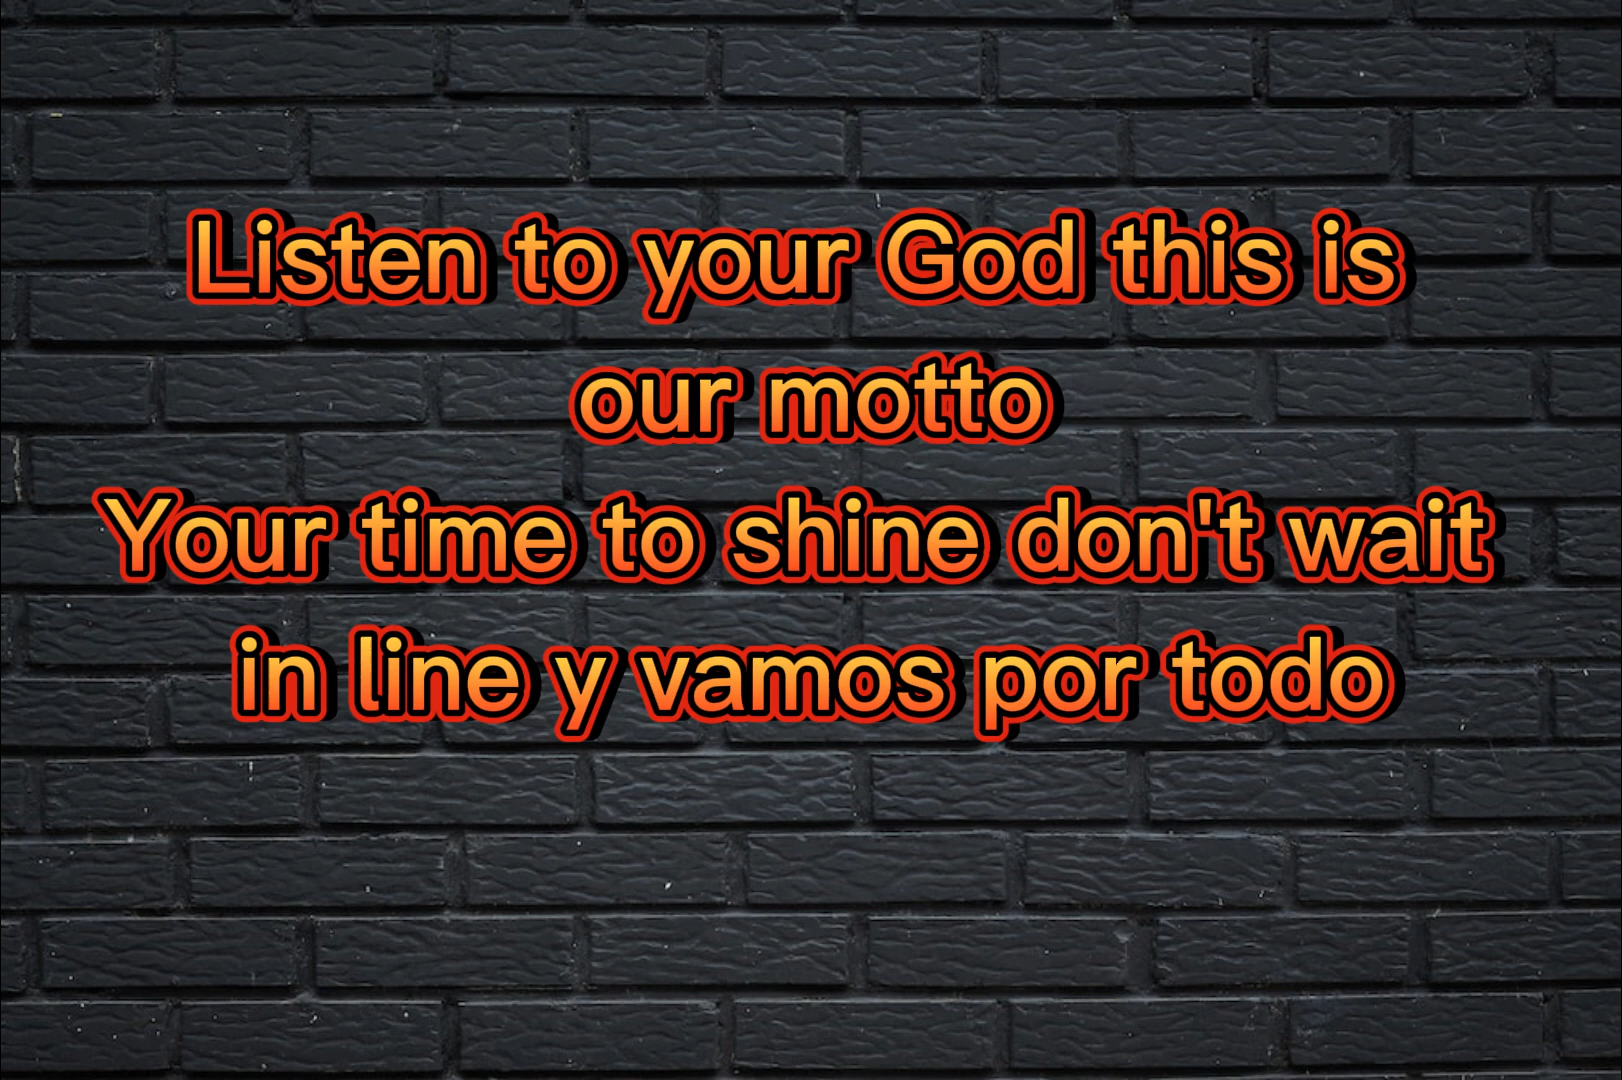 Listen to your God this is
our motto
Your time to shine don't wait
in line y vamos por todo